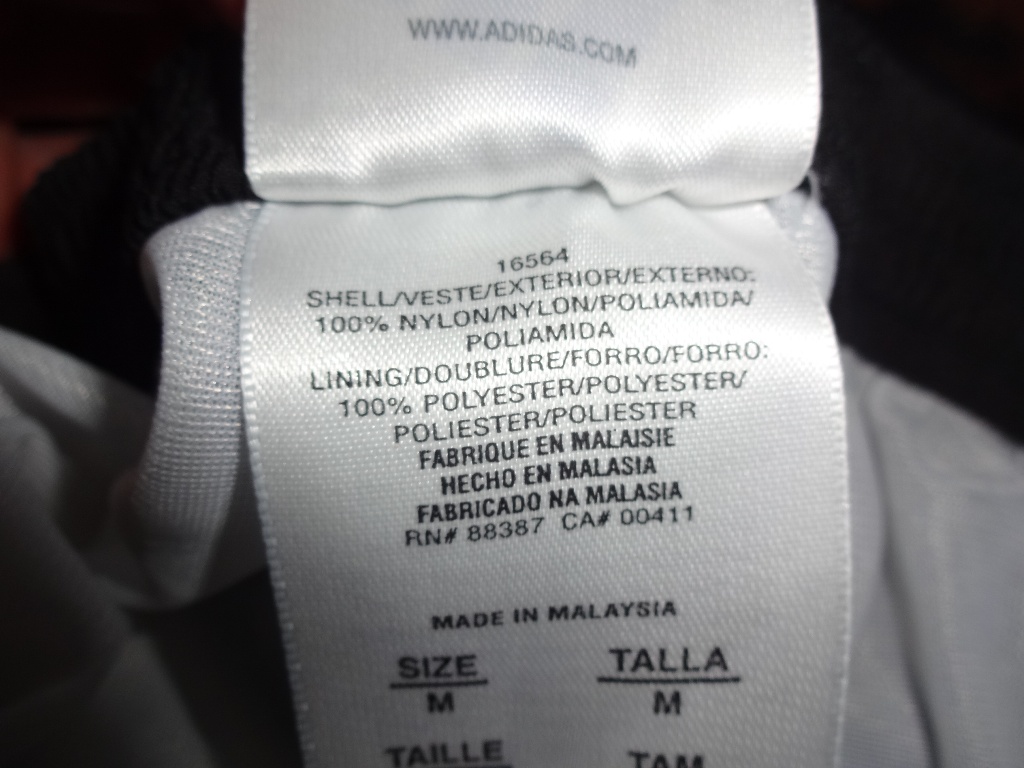 WWW.ADIDAS.COM
16564
SHELL/VESTE/EXTERIOR/EXTERNO:
100% NYLON/NYLON/POLIAMIDA/
POLIAMIDA
LINING/DOUBLURE/FORRO/FORRO:
100% POLYESTER/POLYESTER/
POLIESTER/POLIESTER
FABRIQUE EN MALAISIE
HECHO EN MALASIA
FABRICADO NA MALASIA
RN# 88387 CA# 00411
MADE IN MALAYSIA
SIZE TALLA
M M
TAILLE TAM